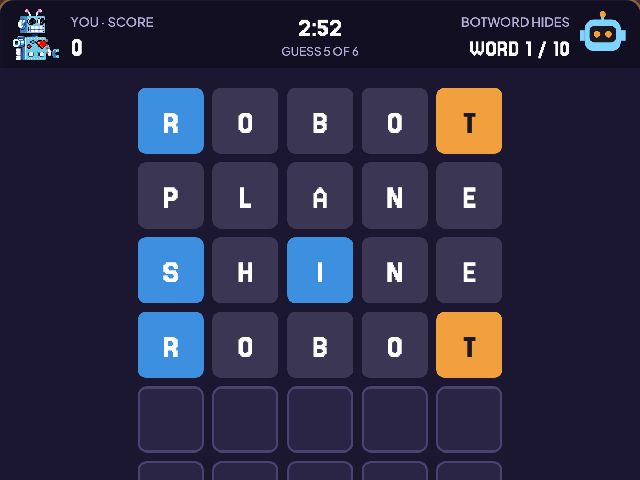 YOU · SCORE
0
2:52
GUESS 5 OF 6
BOTWORD HIDES
WORD 1 / 10
R O B O T
P L A N E
S H I N E
R O B O T